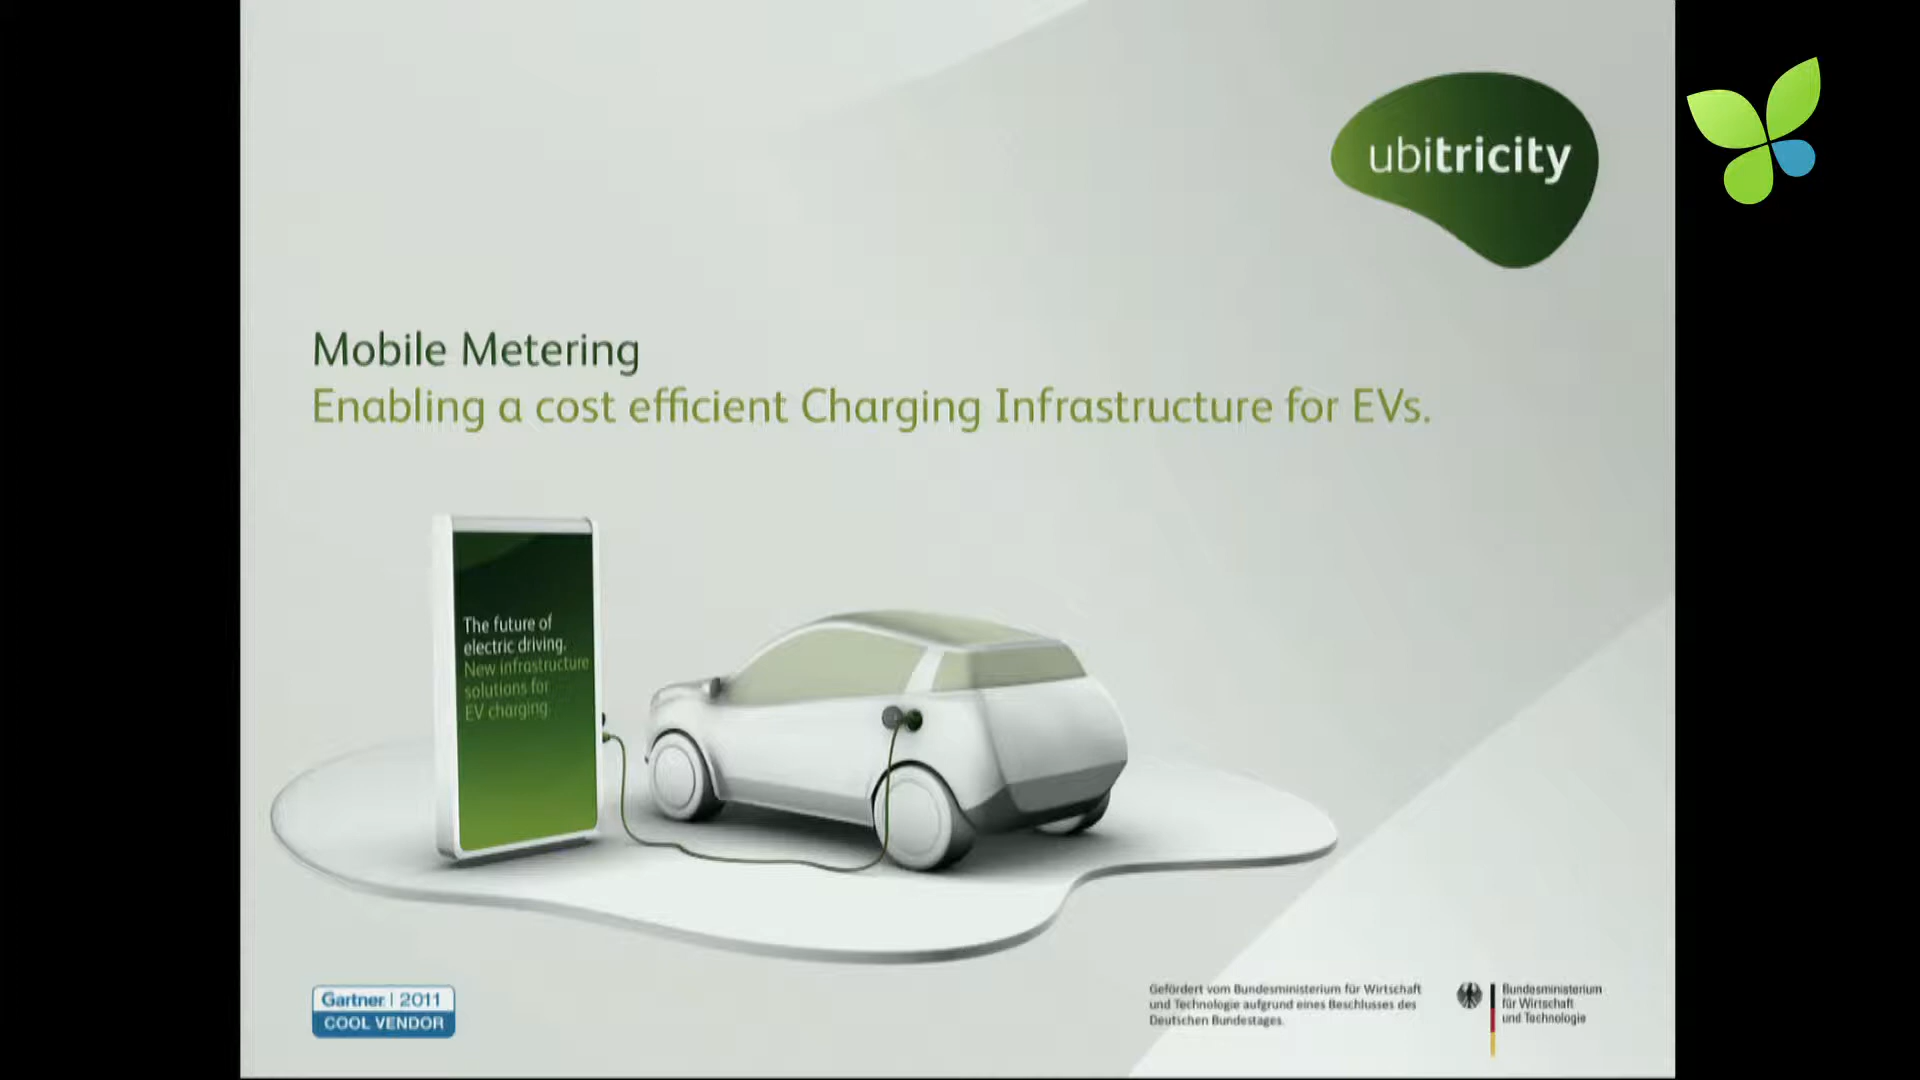 ubitricity
Mobile Metering
Enabling a cost efficient Charging Infrastructure for EVs.
The future of
electric driving.
New infrastructure
solutions for
EV charging.
Gartner | 2011
COOL VENDOR
Gefördert vom Bundesministerium für Wirtschaft
und Technologie aufgrund eines Beschlusses des
Deutschen Bundestages.
Bundesministerium
für Wirtschaft
und Technologie